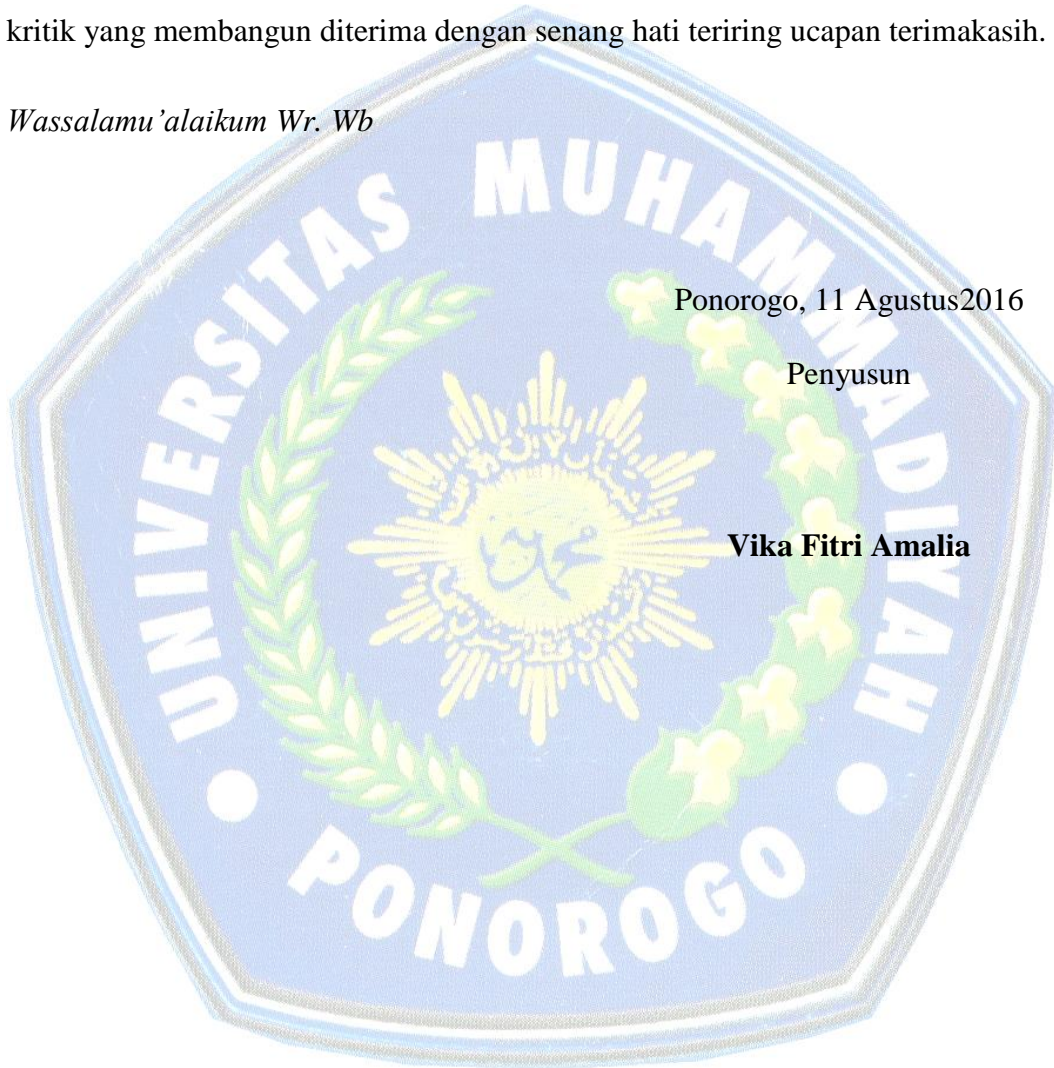 kritik yang membangun diterima dengan senang hati teriring ucapan terimakasih.
Wassalamu’alaikum Wr. Wb
Ponorogo, 11 Agustus2016
Penyusun
Vika Fitri Amalia
UNIVERSITAS MUHAMMADIYAH
PONOROGO